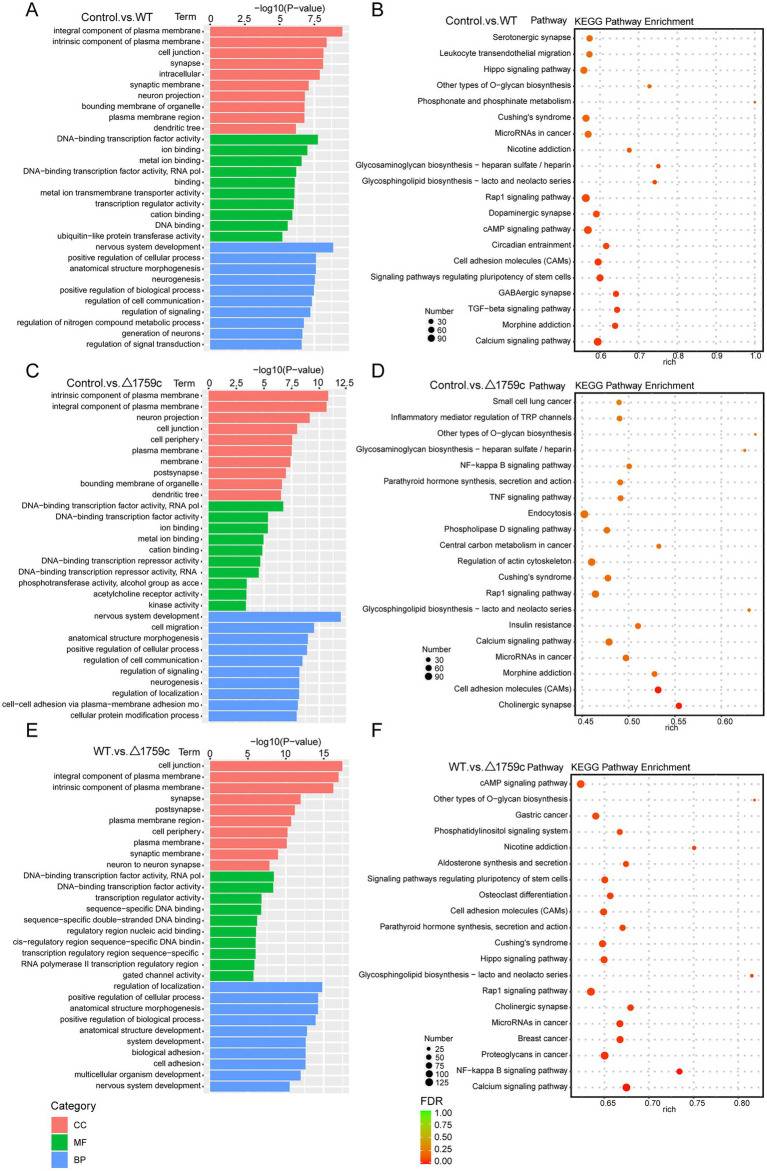 A
Control.vs.WT Term
−log10(P−value)
0 2.5 5.0 7.5
integral component of plasma membrane
intrinsic component of plasma membrane
cell junction
synapse
intracellular
synaptic membrane
neuron projection
bounding membrane of organelle
plasma membrane region
dendritic tree
DNA−binding transcription factor activity
ion binding
metal ion binding
DNA−binding transcription factor activity, RNA pol
binding
metal ion transmembrane transporter activity
transcription regulator activity
cation binding
DNA binding
ubiquitin−like protein transferase activity
nervous system development
positive regulation of cellular process
anatomical structure morphogenesis
neurogenesis
positive regulation of biological process
regulation of cell communication
regulation of signaling
regulation of nitrogen compound metabolic process
generation of neurons
regulation of signal transduction
B
Control.vs.WT Pathway KEGG Pathway Enrichment
Serotonergic synapse
Leukocyte transendothelial migration
Hippo signaling pathway
Other types of O−glycan biosynthesis
Phosphonate and phosphinate metabolism
Cushing's syndrome
MicroRNAs in cancer
Nicotine addiction
Glycosaminoglycan biosynthesis − heparan sulfate / heparin
Glycosphingolipid biosynthesis − lacto and neolacto series
Rap1 signaling pathway
Dopaminergic synapse
cAMP signaling pathway
Circadian entrainment
Cell adhesion molecules (CAMs)
Signaling pathways regulating pluripotency of stem cells
GABAergic synapse
TGF−beta signaling pathway
Morphine addiction
Calcium signaling pathway
Number
30
60
90
0.6 0.7 0.8 0.9 1.0
rich
C
Control.vs.△1759c Term
−log10(P−value)
0 2.5 5.0 7.5 10.0 12.5
intrinsic component of plasma membrane
integral component of plasma membrane
neuron projection
cell junction
cell periphery
plasma membrane
membrane
postsynapse
bounding membrane of organelle
dendritic tree
DNA−binding transcription factor activity, RNA pol
DNA−binding transcription factor activity
ion binding
metal ion binding
cation binding
DNA−binding transcription repressor activity
DNA−binding transcription repressor activity, RNA
phosphotransferase activity, alcohol group as acce
acetylcholine receptor activity
kinase activity
nervous system development
cell migration
anatomical structure morphogenesis
positive regulation of cellular process
regulation of cell communication
regulation of signaling
neurogenesis
regulation of localization
cell−cell adhesion via plasma−membrane adhesion mo
cellular protein modification process
D
Control.vs.△1759c Pathway KEGG Pathway Enrichment
Small cell lung cancer
Inflammatory mediator regulation of TRP channels
Other types of O−glycan biosynthesis
Glycosaminoglycan biosynthesis − heparan sulfate / heparin
NF−kappa B signaling pathway
Parathyroid hormone synthesis, secretion and action
TNF signaling pathway
Endocytosis
Phospholipase D signaling pathway
Central carbon metabolism in cancer
Regulation of actin cytoskeleton
Cushing's syndrome
Rap1 signaling pathway
Glycosphingolipid biosynthesis − lacto and neolacto series
Insulin resistance
Calcium signaling pathway
MicroRNAs in cancer
Morphine addiction
Cell adhesion molecules (CAMs)
Cholinergic synapse
Number
30
60
90
0.45 0.50 0.55 0.60
rich
E
WT.vs.△1759c Term
−log10(P−value)
0 5 10 15
cell junction
integral component of plasma membrane
intrinsic component of plasma membrane
synapse
postsynapse
plasma membrane region
cell periphery
plasma membrane
synaptic membrane
neuron to neuron synapse
DNA−binding transcription factor activity, RNA pol
DNA−binding transcription factor activity
transcription regulator activity
sequence−specific DNA binding
sequence−specific double−stranded DNA binding
regulatory region nucleic acid binding
cis−regulatory region sequence−specific DNA bindin
transcription regulatory region sequence−specific
RNA polymerase II transcription regulatory region
gated channel activity
regulation of localization
positive regulation of cellular process
anatomical structure morphogenesis
positive regulation of biological process
anatomical structure development
system development
biological adhesion
cell adhesion
multicellular organism development
nervous system development
Category
CC
MF
BP
F
WT.vs.△1759c Pathway KEGG Pathway Enrichment
cAMP signaling pathway
Other types of O−glycan biosynthesis
Gastric cancer
Phosphatidylinositol signaling system
Nicotine addiction
Aldosterone synthesis and secretion
Signaling pathways regulating pluripotency of stem cells
Osteoclast differentiation
Cell adhesion molecules (CAMs)
Parathyroid hormone synthesis, secretion and action
Cushing's syndrome
Hippo signaling pathway
Glycosphingolipid biosynthesis − lacto and neolacto series
Rap1 signaling pathway
Cholinergic synapse
MicroRNAs in cancer
Breast cancer
Proteoglycans in cancer
NF−kappa B signaling pathway
Calcium signaling pathway
Number
25
50
75
100
125
0.65 0.70 0.75 0.80
rich
FDR
1.00
0.75
0.50
0.25
0.00